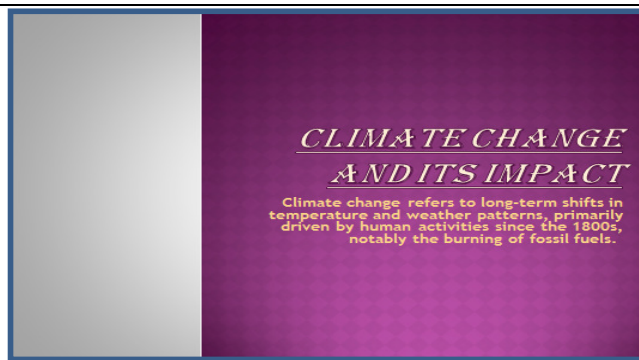 CLIMATE CHANGE
AND ITS IMPACT
Climate change refers to long-term shifts in
temperature and weather patterns, primarily
driven by human activities since the 1800s,
notably the burning of fossil fuels.